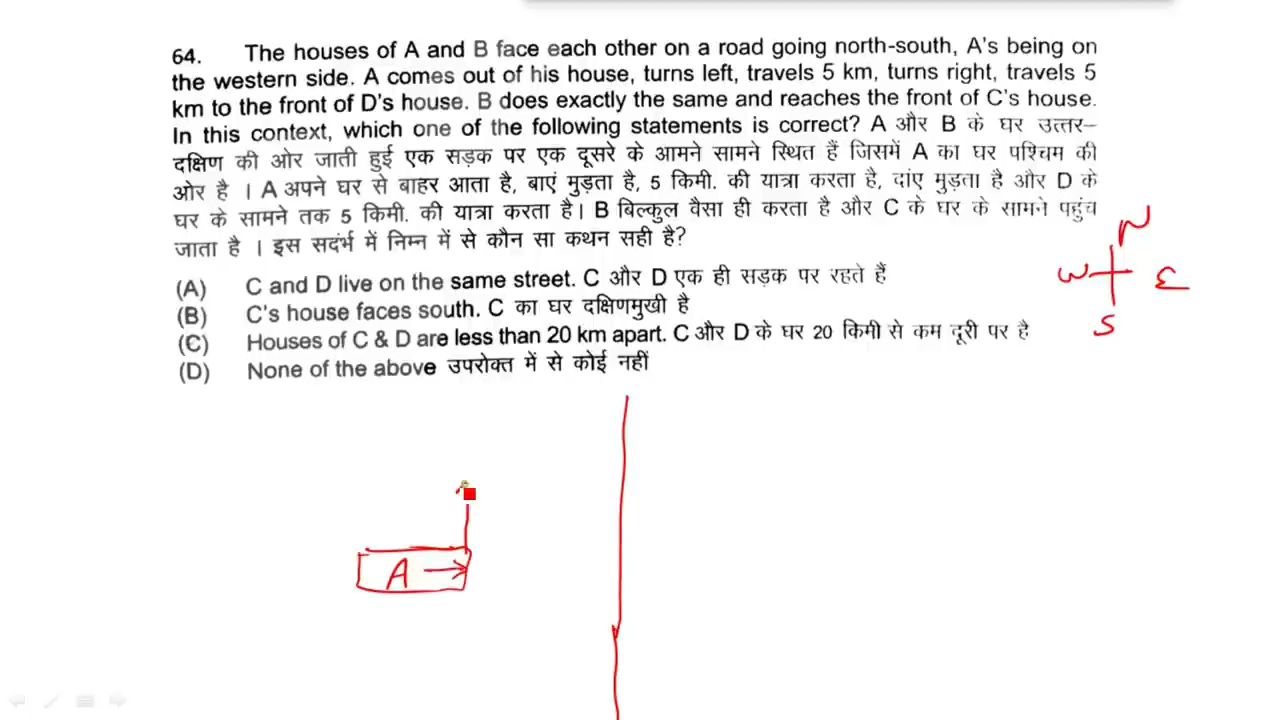 64. The houses of A and B face each other on a road going north-south, A's being on
the western side. A comes out of his house, turns left, travels 5 km, turns right, travels 5
km to the front of D's house. B does exactly the same and reaches the front of C's house.
In this context, which one of the following statements is correct? A और B के घर उत्तर–
दक्षिण की ओर जाती हुई एक सड़क पर एक दूसरे के आमने सामने स्थित हैं जिसमें A का घर पश्चिम की
ओर है । A अपने घर से बाहर आता है, बाएं मुड़ता है, 5 किमी. की यात्रा करता है, दांए मुड़ता है और D के
घर के सामने तक 5 किमी. की यात्रा करता है। B बिल्कुल वैसा ही करता है और C के घर के सामने पहुंच
जाता है । इस सदंर्भ में निम्न में से कौन सा कथन सही है?
N
W E
S
(A) C and D live on the same street. C और D एक ही सड़क पर रहते हैं
(B) C's house faces south. C का घर दक्षिणमुखी है
(C) Houses of C & D are less than 20 km apart. C और D के घर 20 किमी से कम दूरी पर है
(D) None of the above उपरोक्त में से कोई नहीं
A